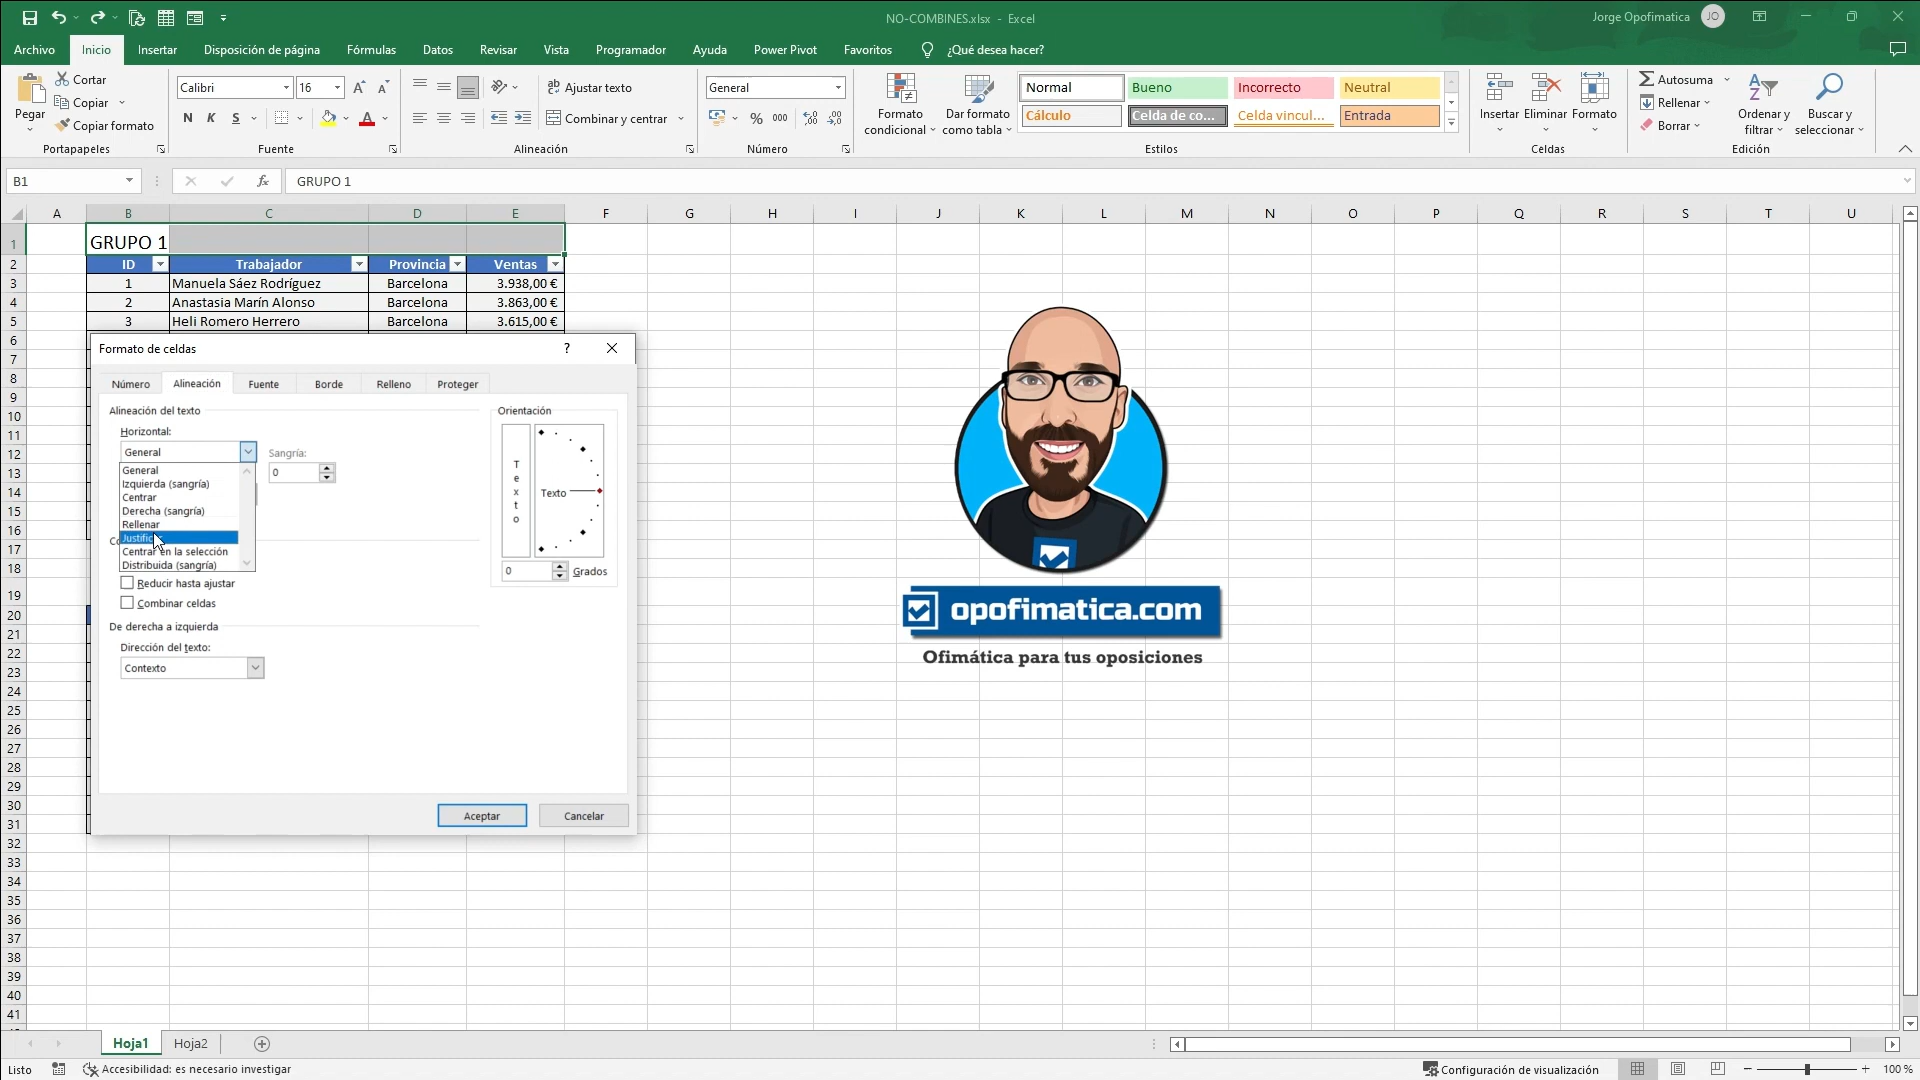 NO-COMBINES.xlsx - Excel
Jorge Opofimatica JO
Archivo Inicio Insertar Disposición de página Fórmulas Datos Revisar Vista Programador Ayuda Power Pivot Favoritos ¿Qué desea hacer?
Pegar
Cortar
Copiar
Copiar formato
Portapapeles
Calibri 16
N K S
Fuente
Ajustar texto
Combinar y centrar
Alineación
General
% 000
Número
Formato condicional
Dar formato como tabla
Normal Bueno Incorrecto Neutral
Cálculo Celda de co... Celda vincul... Entrada
Estilos
Insertar Eliminar Formato
Celdas
Autosuma
Rellenar
Borrar
Ordenar y filtrar
Buscar y seleccionar
Edición
B1 fx GRUPO 1
A B C D E F G H I J K L M N O P Q R S T U
1 GRUPO 1
2 ID Trabajador Provincia Ventas
3 1 Manuela Sáez Rodríguez Barcelona 3.938,00 €
4 2 Anastasia Marín Alonso Barcelona 3.863,00 €
5 3 Heli Romero Herrero Barcelona 3.615,00 €
6
7
8
9
10
11
12
13
14
15
16
17
18
19
20
21
22
23
24
25
26
27
28
29
30
31
32
33
34
35
36
37
38
39
40
41
Formato de celdas ?
Número Alineación Fuente Borde Relleno Proteger
Alineación del texto
Horizontal:
General
Sangría:
0
General
Izquierda (sangría)
Centrar
Derecha (sangría)
Rellenar
Centrar en la selección
Distribuida (sangría)
Reducir hasta ajustar
Combinar celdas
De derecha a izquierda
Dirección del texto:
Contexto
Orientación
Texto
Texto
0 Grados
Aceptar Cancelar
opofimatica.com
Ofimática para tus oposiciones
Hoja1 Hoja2
Listo Accesibilidad: es necesario investigar
Configuración de visualización
100 %